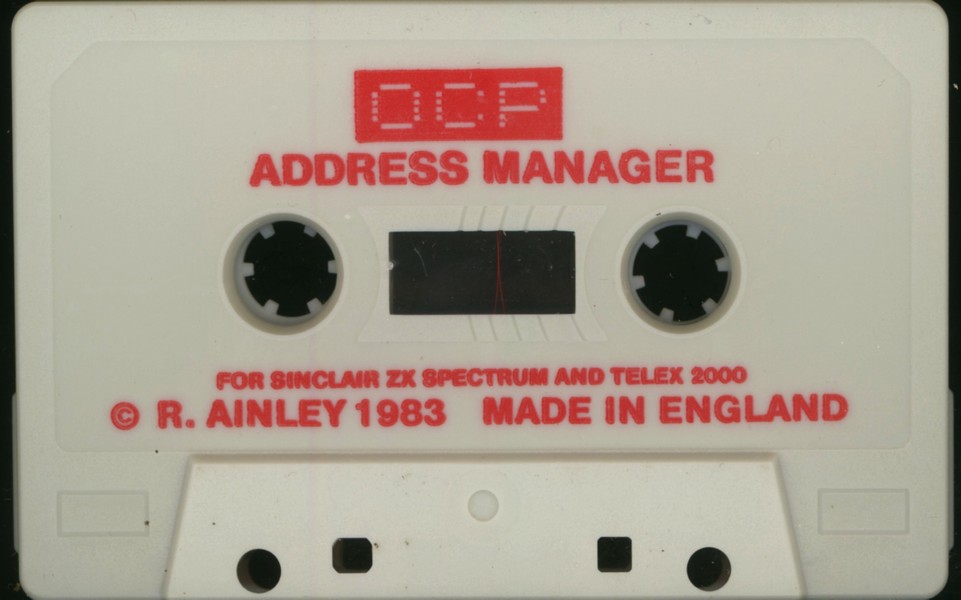 OCP
ADDRESS MANAGER
FOR SINCLAIR ZX SPECTRUM AND TELEX 2000
© R. AINLEY 1983 MADE IN ENGLAND